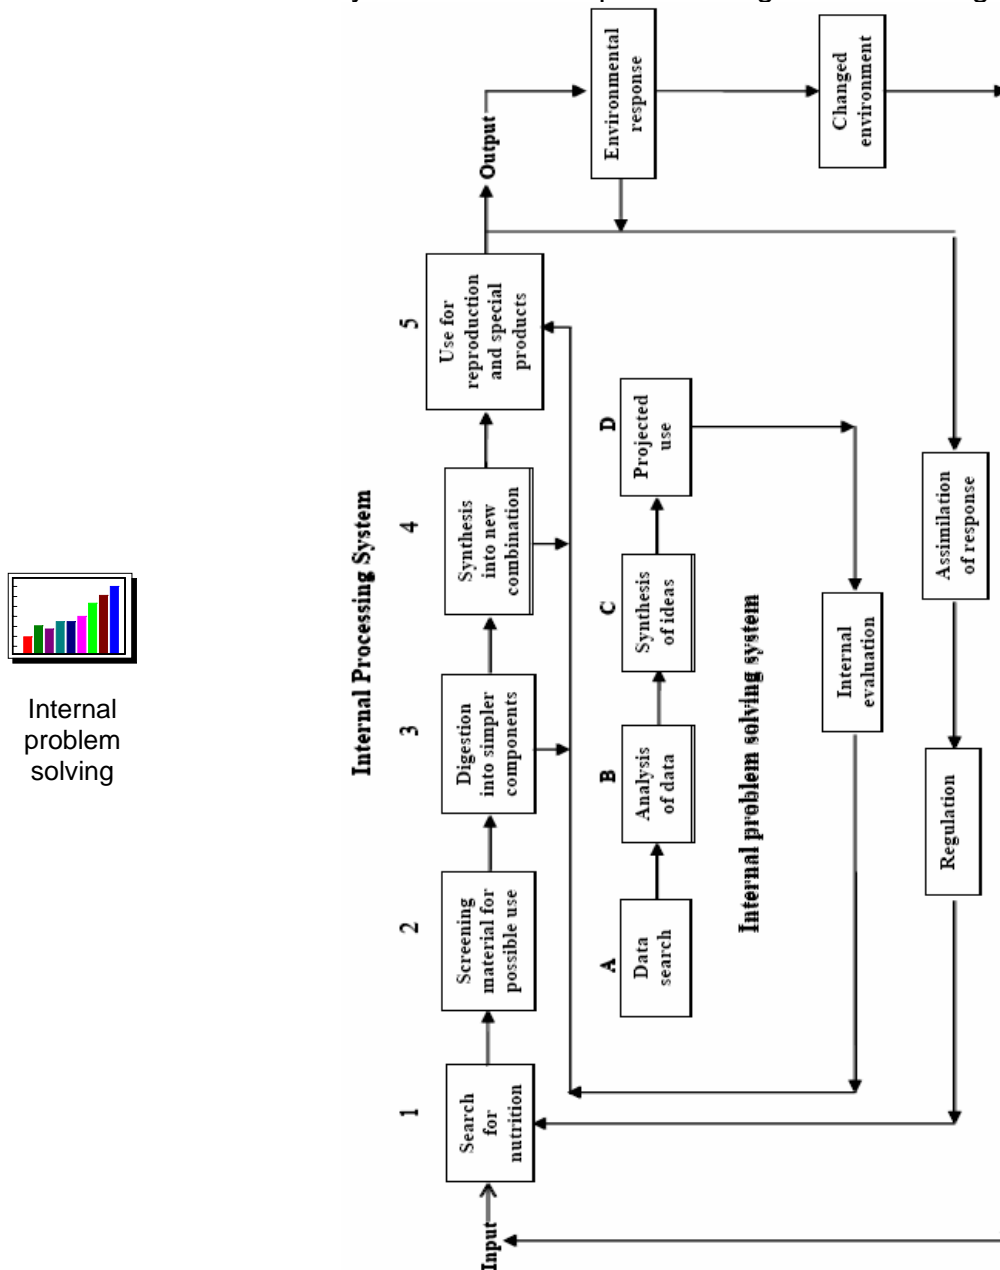 Internal
problem
solving
Internal Processing System
1
2
3
4
5
Input
Search
for
nutrition
Screening
material for
possible use
Digestion
into simpler
components
Synthesis
into new
combination
Use for
reproduction
and special
products
Output
A
B
C
D
Data
search
Analysis
of data
Synthesis
of ideas
Projected
use
Environmental
response
Internal problem solving system
Internal
evaluation
Changed
environment
Regulation
Assimilation
of response